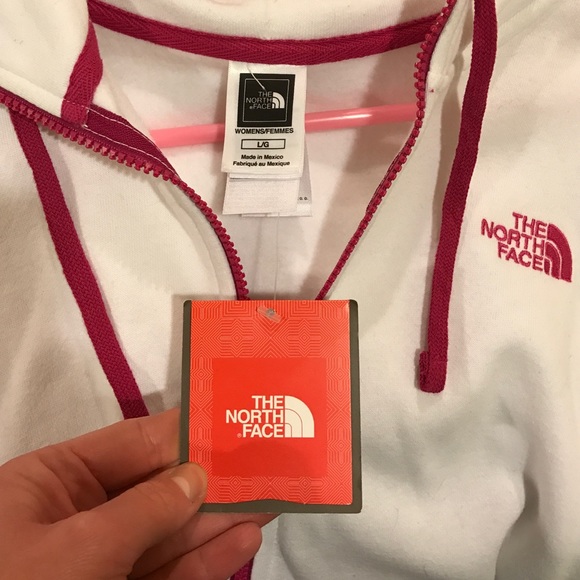 THE
NORTH
FACE
WOMENS/FEMMES
L/G
Made in Mexico
Fabriqué au Mexique
THE
NORTH
FACE
THE
NORTH
®FACE